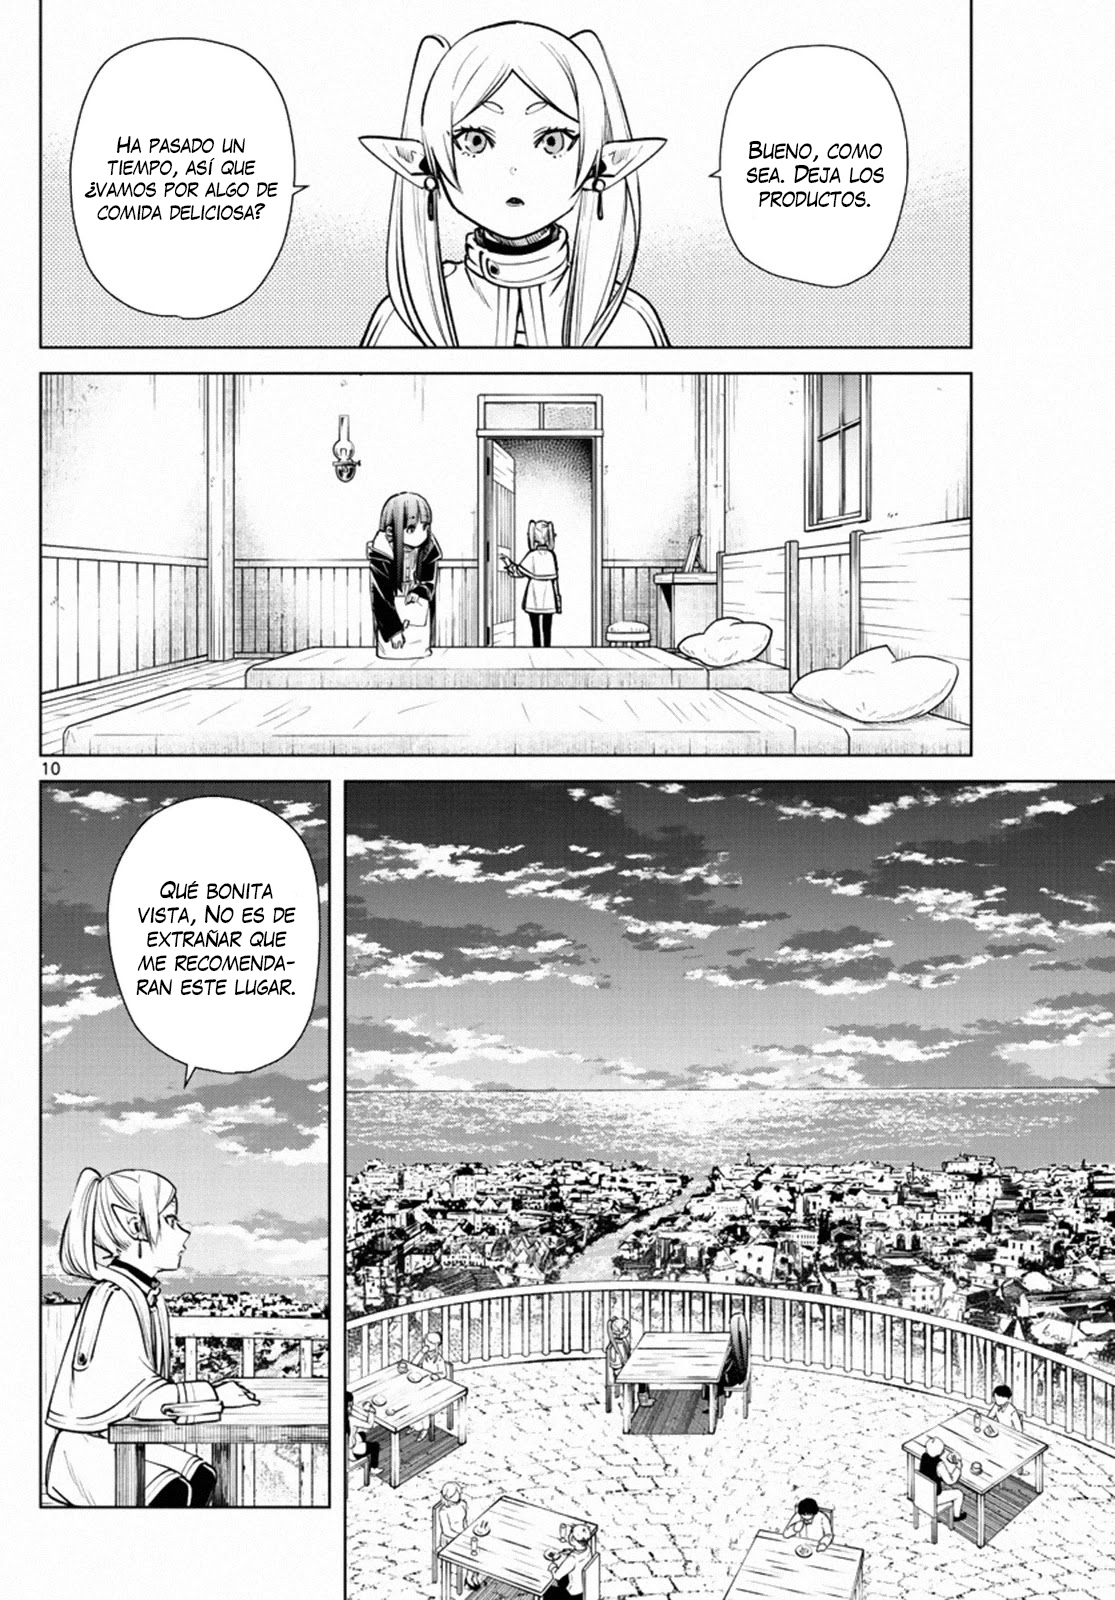 BUENO, COMO
SEA. DEJA LOS
PRODUCTOS.
HA PASADO UN
TIEMPO, ASÍ QUE
¿VAMOS POR ALGO DE
COMIDA DELICIOSA?
10
QUÉ BONITA
VISTA, NO ES DE
EXTRAÑAR QUE
ME RECOMENDA-
RAN ESTE LUGAR.